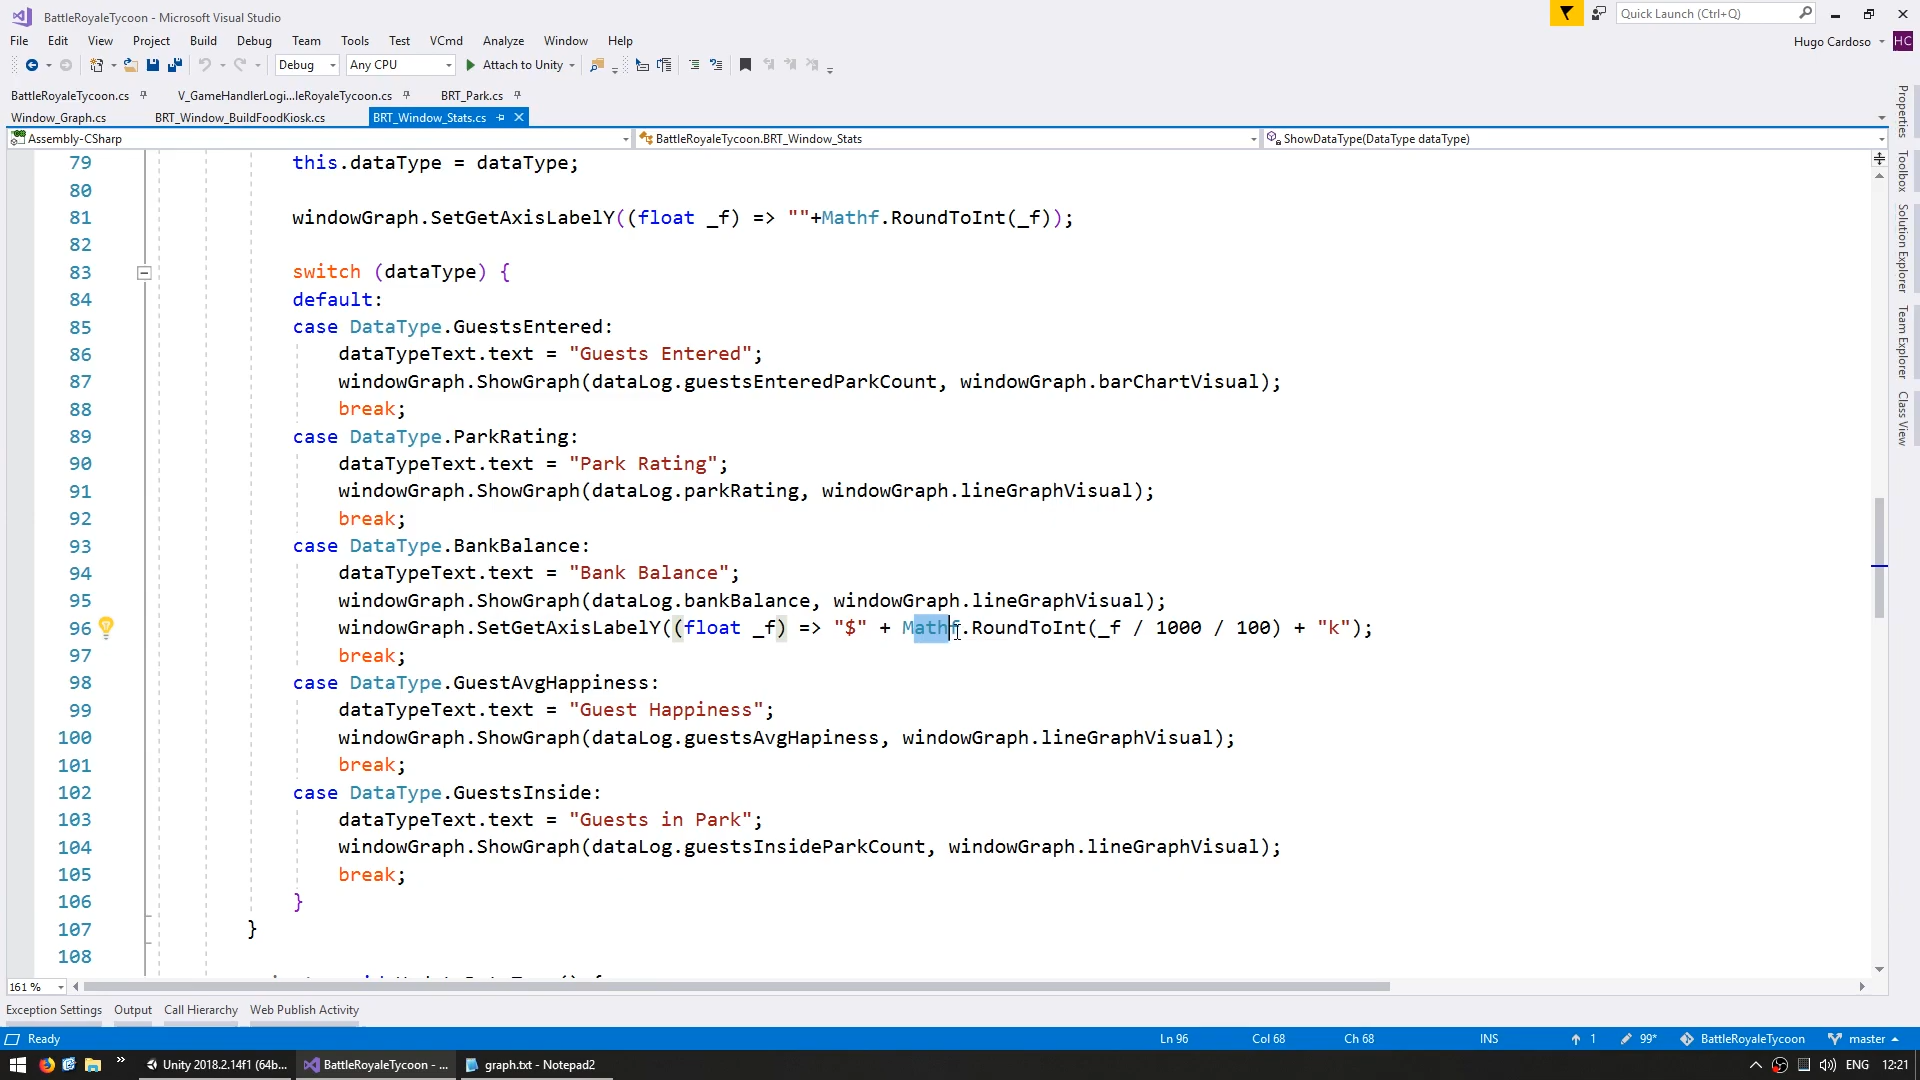 BattleRoyaleTycoon - Microsoft Visual Studio
Quick Launch (Ctrl+Q)
File Edit View Project Build Debug Team Tools Test VCmd Analyze Window Help
Hugo Cardoso HC
Debug Any CPU Attach to Unity
BattleRoyaleTycoon.cs V_GameHandlerLogi...leRoyaleTycoon.cs BRT_Park.cs
Window_Graph.cs BRT_Window_BuildFoodKiosk.cs BRT_Window_Stats.cs
Assembly-CSharp BattleRoyaleTycoon.BRT_Window_Stats ShowDataType(DataType dataType)
79 this.dataType = dataType;
80
81 windowGraph.SetGetAxisLabelY((float _f) => ""+Mathf.RoundToInt(_f));
82
83 switch (dataType) {
84 default:
85 case DataType.GuestsEntered:
86 dataTypeText.text = "Guests Entered";
87 windowGraph.ShowGraph(dataLog.guestsEnteredParkCount, windowGraph.barChartVisual);
88 break;
89 case DataType.ParkRating:
90 dataTypeText.text = "Park Rating";
91 windowGraph.ShowGraph(dataLog.parkRating, windowGraph.lineGraphVisual);
92 break;
93 case DataType.BankBalance:
94 dataTypeText.text = "Bank Balance";
95 windowGraph.ShowGraph(dataLog.bankBalance, windowGraph.lineGraphVisual);
96 windowGraph.SetGetAxisLabelY((float _f) => "$" + Mathf.RoundToInt(_f / 1000 / 100) + "k");
97 break;
98 case DataType.GuestAvgHappiness:
99 dataTypeText.text = "Guest Happiness";
100 windowGraph.ShowGraph(dataLog.guestsAvgHapiness, windowGraph.lineGraphVisual);
101 break;
102 case DataType.GuestsInside:
103 dataTypeText.text = "Guests in Park";
104 windowGraph.ShowGraph(dataLog.guestsInsideParkCount, windowGraph.lineGraphVisual);
105 break;
106 }
107 }
108
Properties
Toolbox
Solution Explorer
Team Explorer
Class View
161 %
Exception Settings Output Call Hierarchy Web Publish Activity
Ready Ln 96 Col 68 Ch 68 INS 1 99* BattleRoyaleTycoon master
Unity 2018.2.14f1 (64b... BattleRoyaleTycoon - ... graph.txt - Notepad2 ENG 12:21